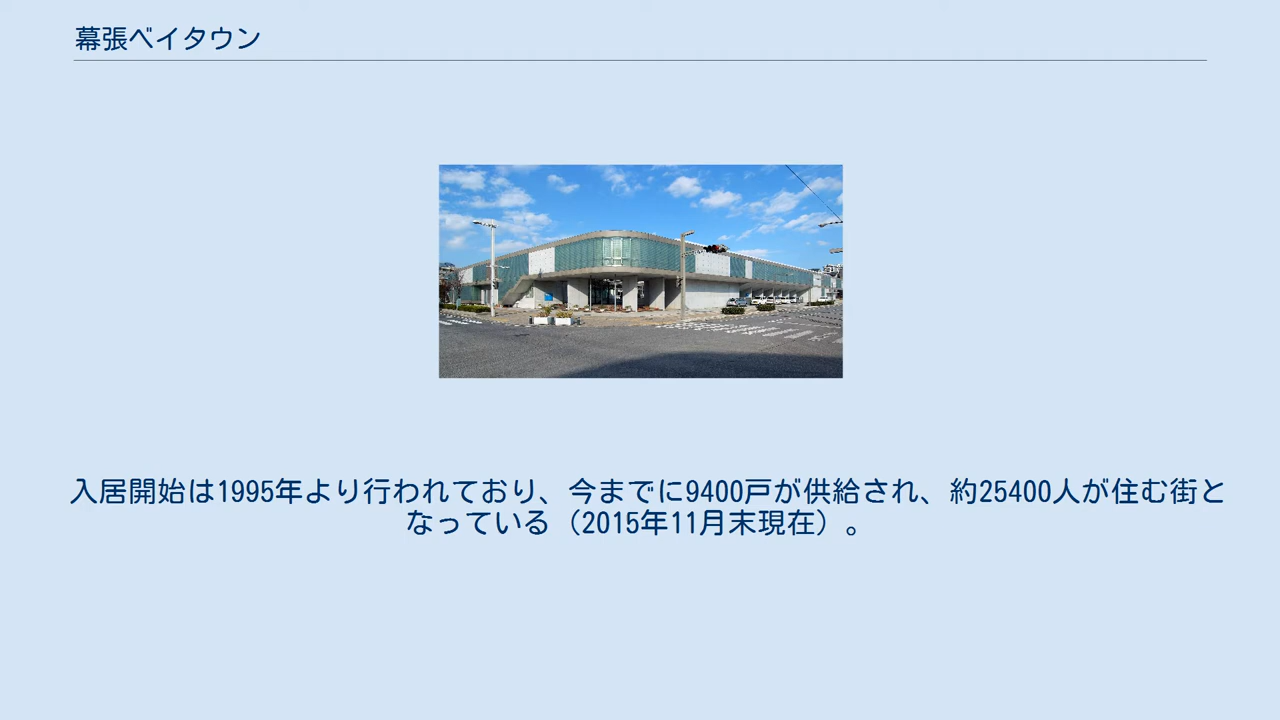 幕張ベイタウン
入居開始は1995年より行われており、今までに9400戸が供給され、約25400人が住む街と
なっている（2015年11月末現在）。